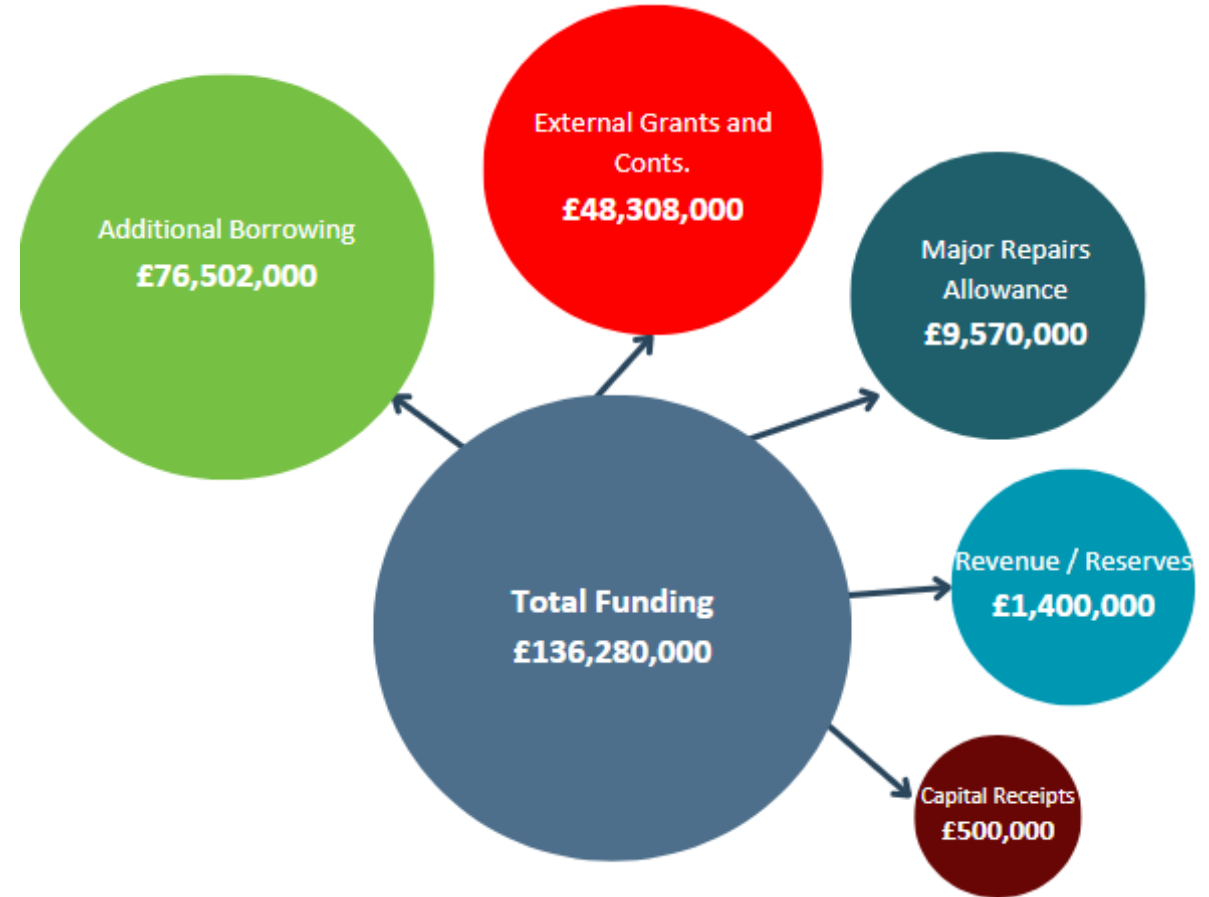 External Grants and
Conts.
£48,308,000
Additional Borrowing
£76,502,000
Major Repairs
Allowance
£9,570,000
Revenue / Reserves
£1,400,000
Total Funding
£136,280,000
Capital Receipts
£500,000